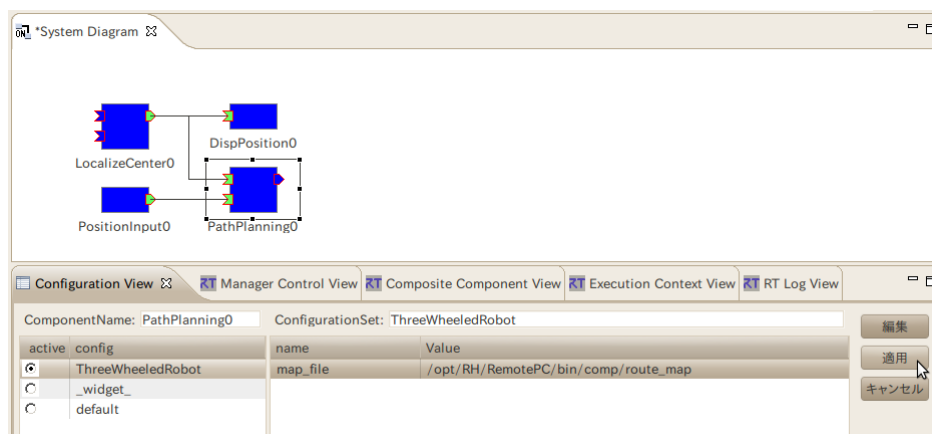 ON *System Diagram
DispPosition0
LocalizeCenter0
PositionInput0 PathPlanning0
Configuration View RT Manager Control View RT Composite Component View RT Execution Context View RT RT Log View
ComponentName: PathPlanning0 ConfigurationSet: ThreeWheeledRobot 編集
active config name Value
適用
ThreeWheeledRobot map_file /opt/RH/RemotePC/bin/comp/route_map
_widget_ キャンセル
default